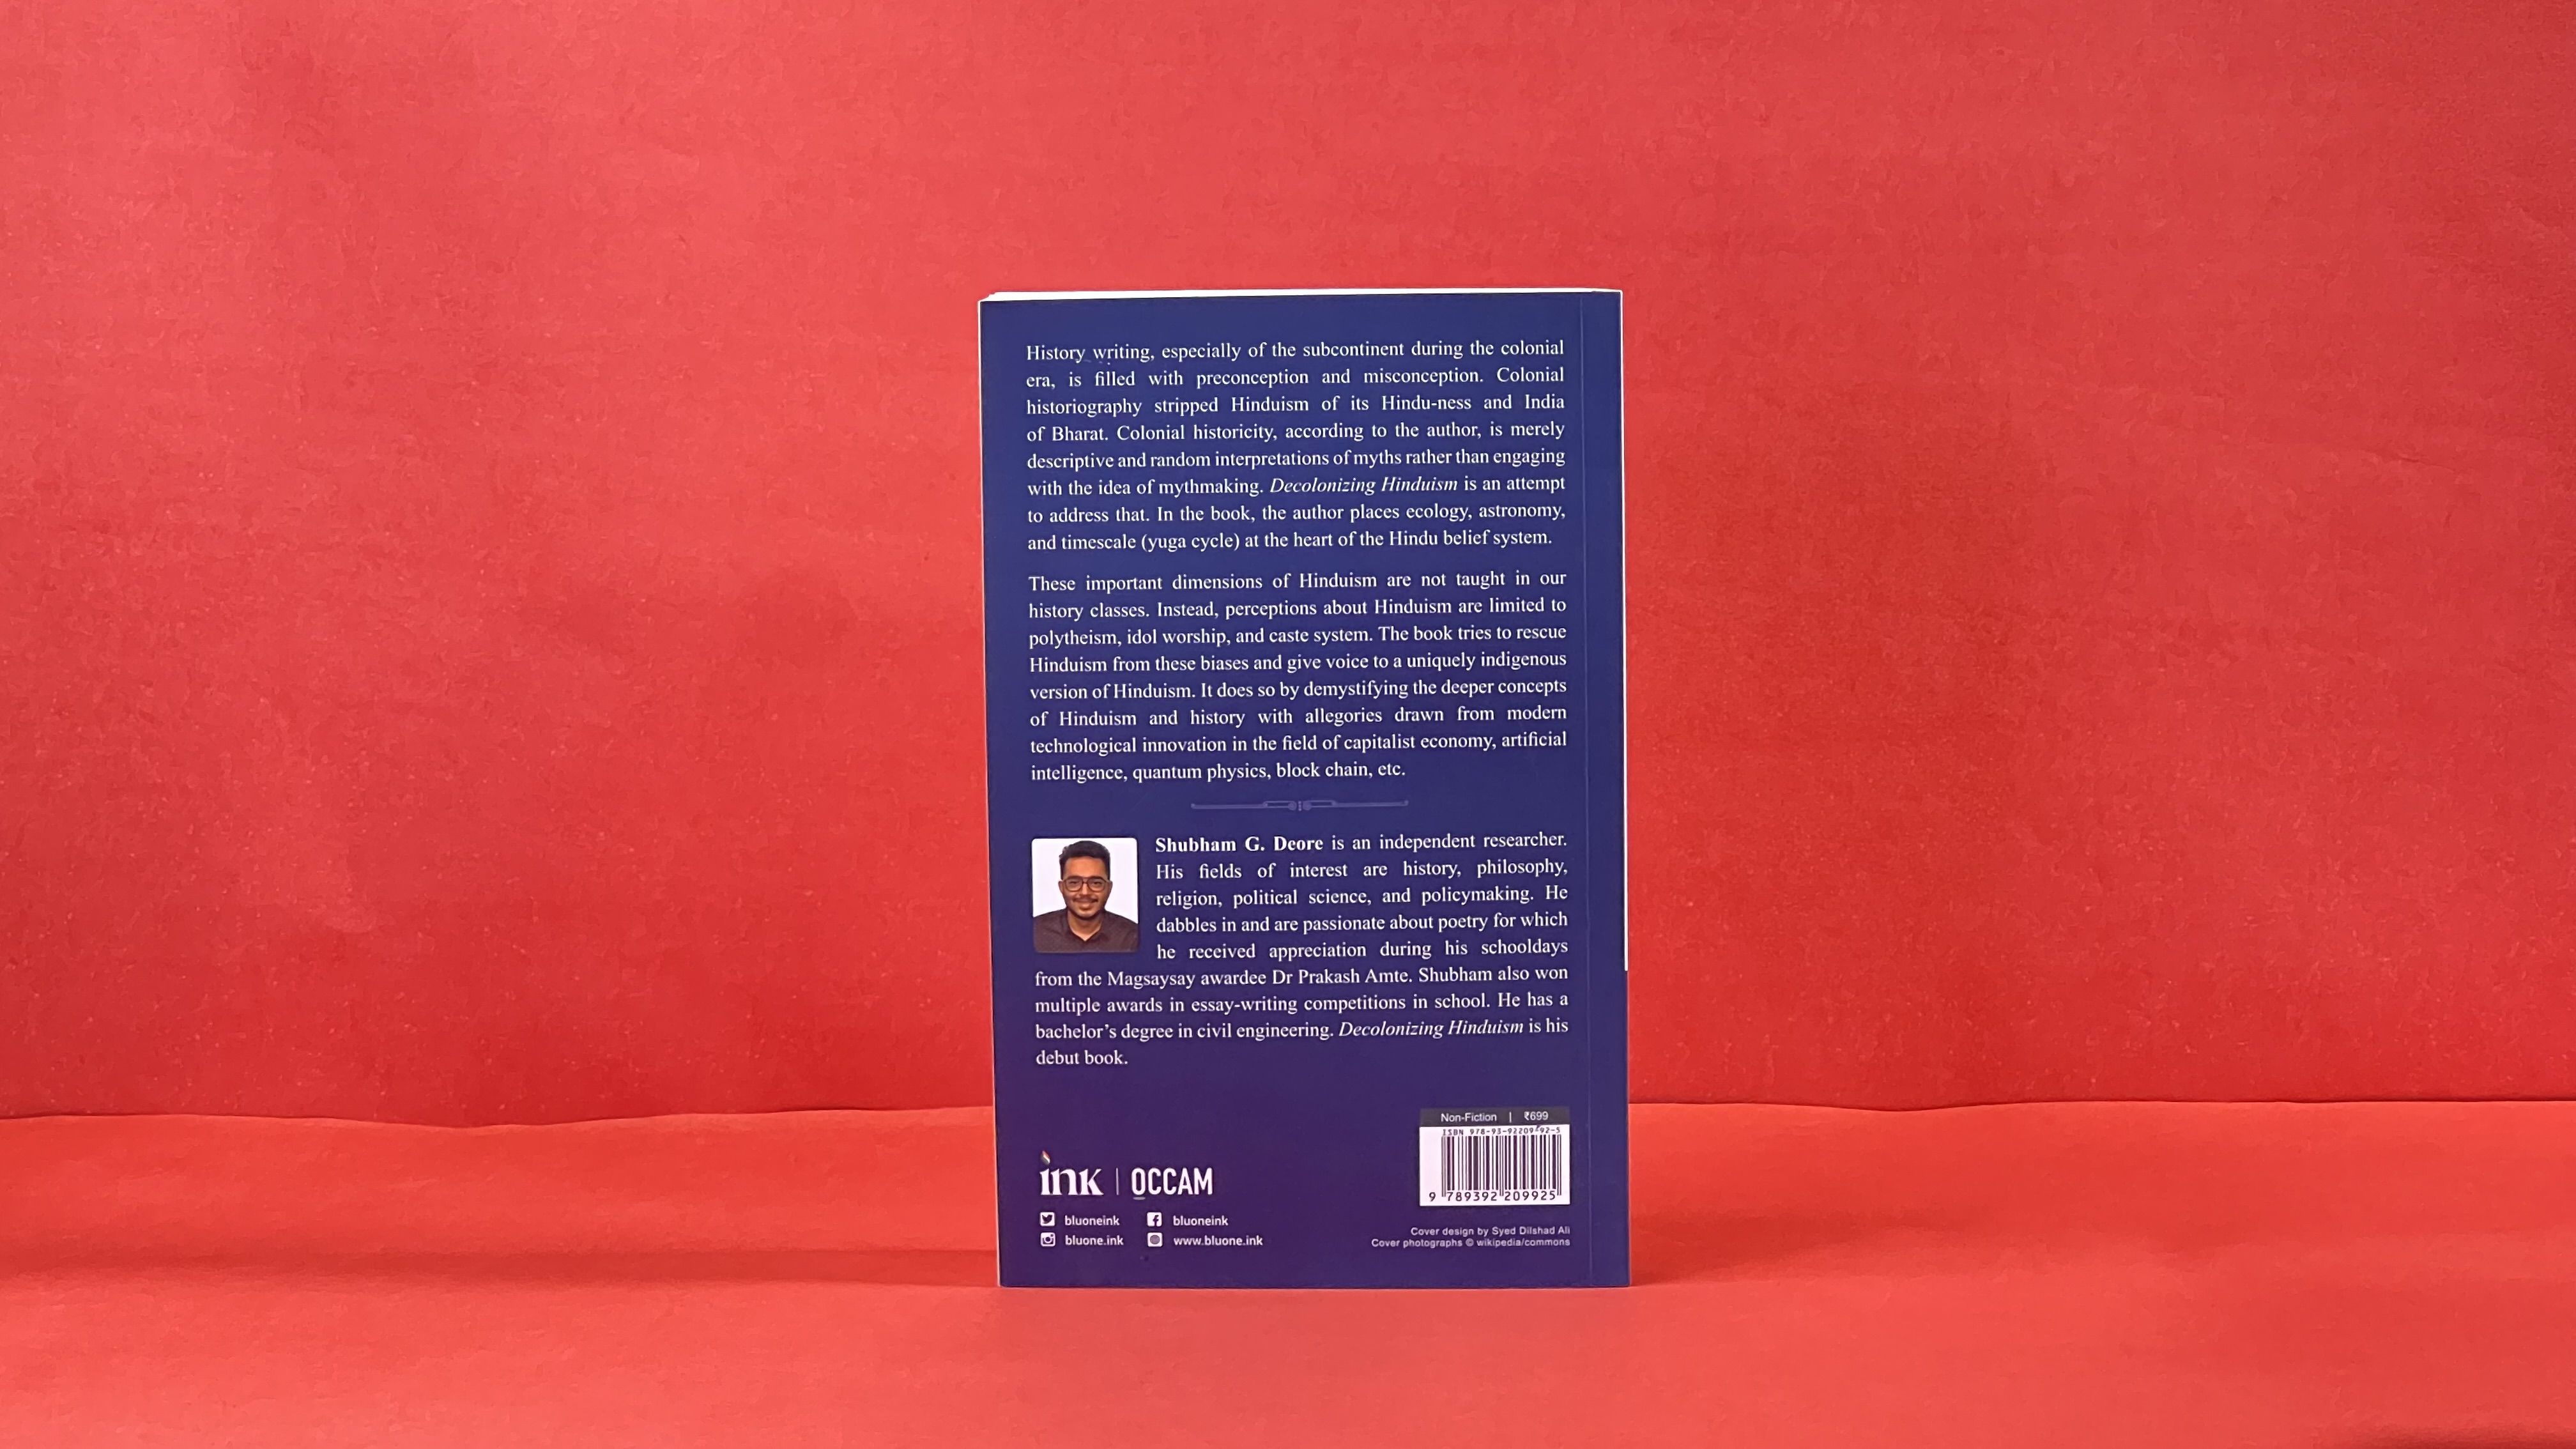 History writing, especially of the subcontinent during the colonial
era, is filled with preconception and misconception. Colonial
historiography stripped Hinduism of its Hindu-ness and India
of Bharat. Colonial historicity, according to the author, is merely
descriptive and random interpretations of myths rather than engaging
with the idea of mythmaking. Decolonizing Hinduism is an attempt
to address that. In the book, the author places ecology, astronomy,
and timescale (yuga cycle) at the heart of the Hindu belief system.
These important dimensions of Hinduism are not taught in our
history classes. Instead, perceptions about Hinduism are limited to
polytheism, idol worship, and caste system. The book tries to rescue
Hinduism from these biases and give voice to a uniquely indigenous
version of Hinduism. It does so by demystifying the deeper concepts
of Hinduism and history with allegories drawn from modern
technological innovation in the field of capitalist economy, artificial
intelligence, quantum physics, block chain, etc.
Shubham G. Deore is an independent researcher.
His fields of interest are history, philosophy,
religion, political science, and policymaking. He
dabbles in and are passionate about poetry for which
he received appreciation during his schooldays
from the Magsaysay awardee Dr Prakash Amte. Shubham also won
multiple awards in essay-writing competitions in school. He has a
bachelor's degree in civil engineering. Decolonizing Hinduism is his
debut book.
Non-Fiction | ₹699
ISBN 978-93-92209-92-5
9 789392 209925
ink | OCCAM
bluoneink bluoneink
bluone.ink www.bluone.ink
Cover design by Syed Dilshad Ali
Cover photographs © wikipedia/commons